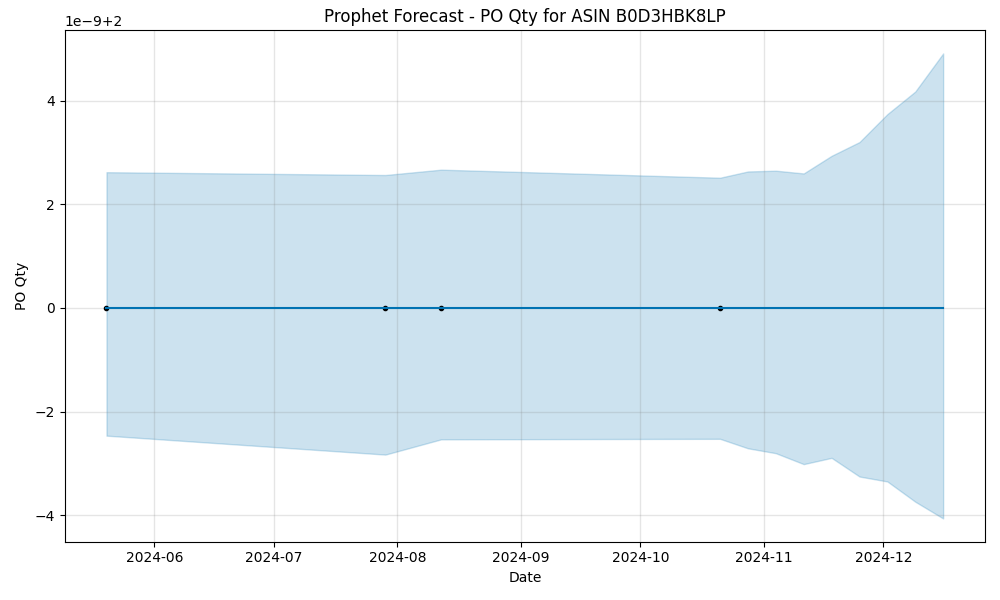 Prophet Forecast - PO Qty for ASIN B0D3HBK8LP
1e−9+2
4
2
0
−2
−4
PO Qty
2024-06 2024-07 2024-08 2024-09 2024-10 2024-11 2024-12
Date